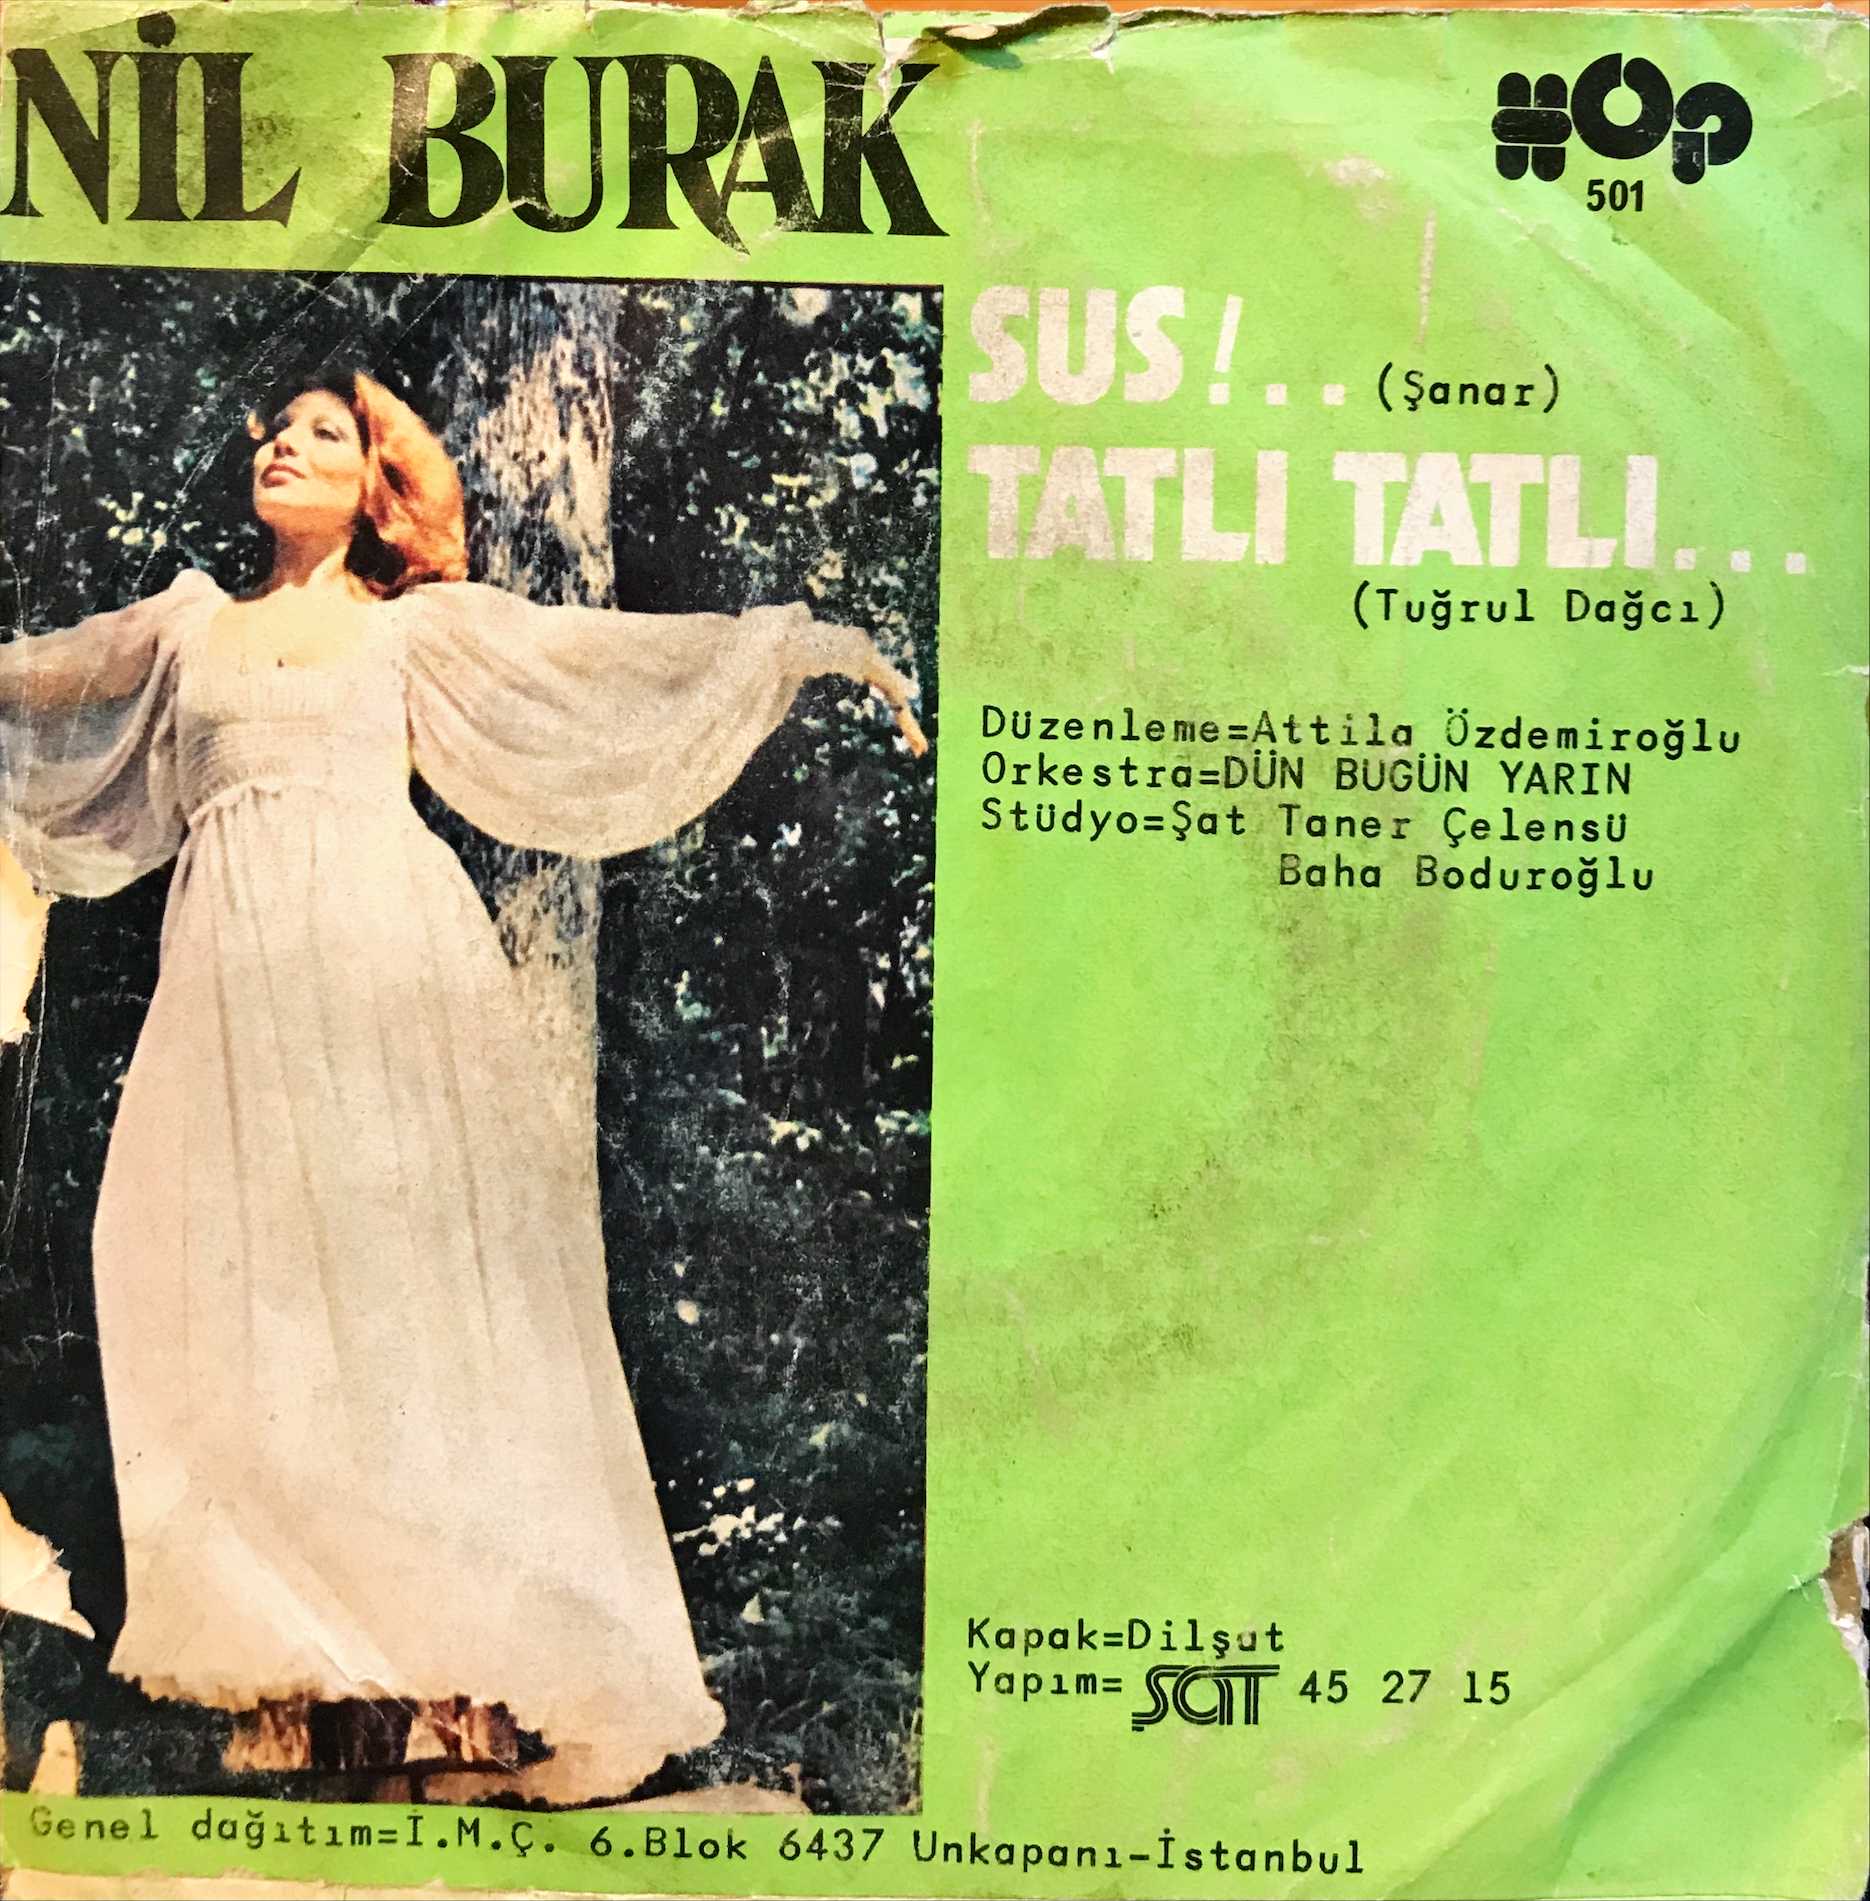 NİL BURAK
HOP
501
SUS!.. (Şanar)
TATLI TATLI...
(Tuğrul Dağcı)
Düzenleme=Attila Özdemiroğlu
Orkestra=DÜN BUGÜN YARIN
Stüdyo=Şat Taner Çelensü
Baha Boduroğlu
Kapak=Dilşat
Yapım= ŞAT 45 27 15
Genel dağıtım=İ.M.Ç. 6.Blok 6437 Unkapanı-İstanbul